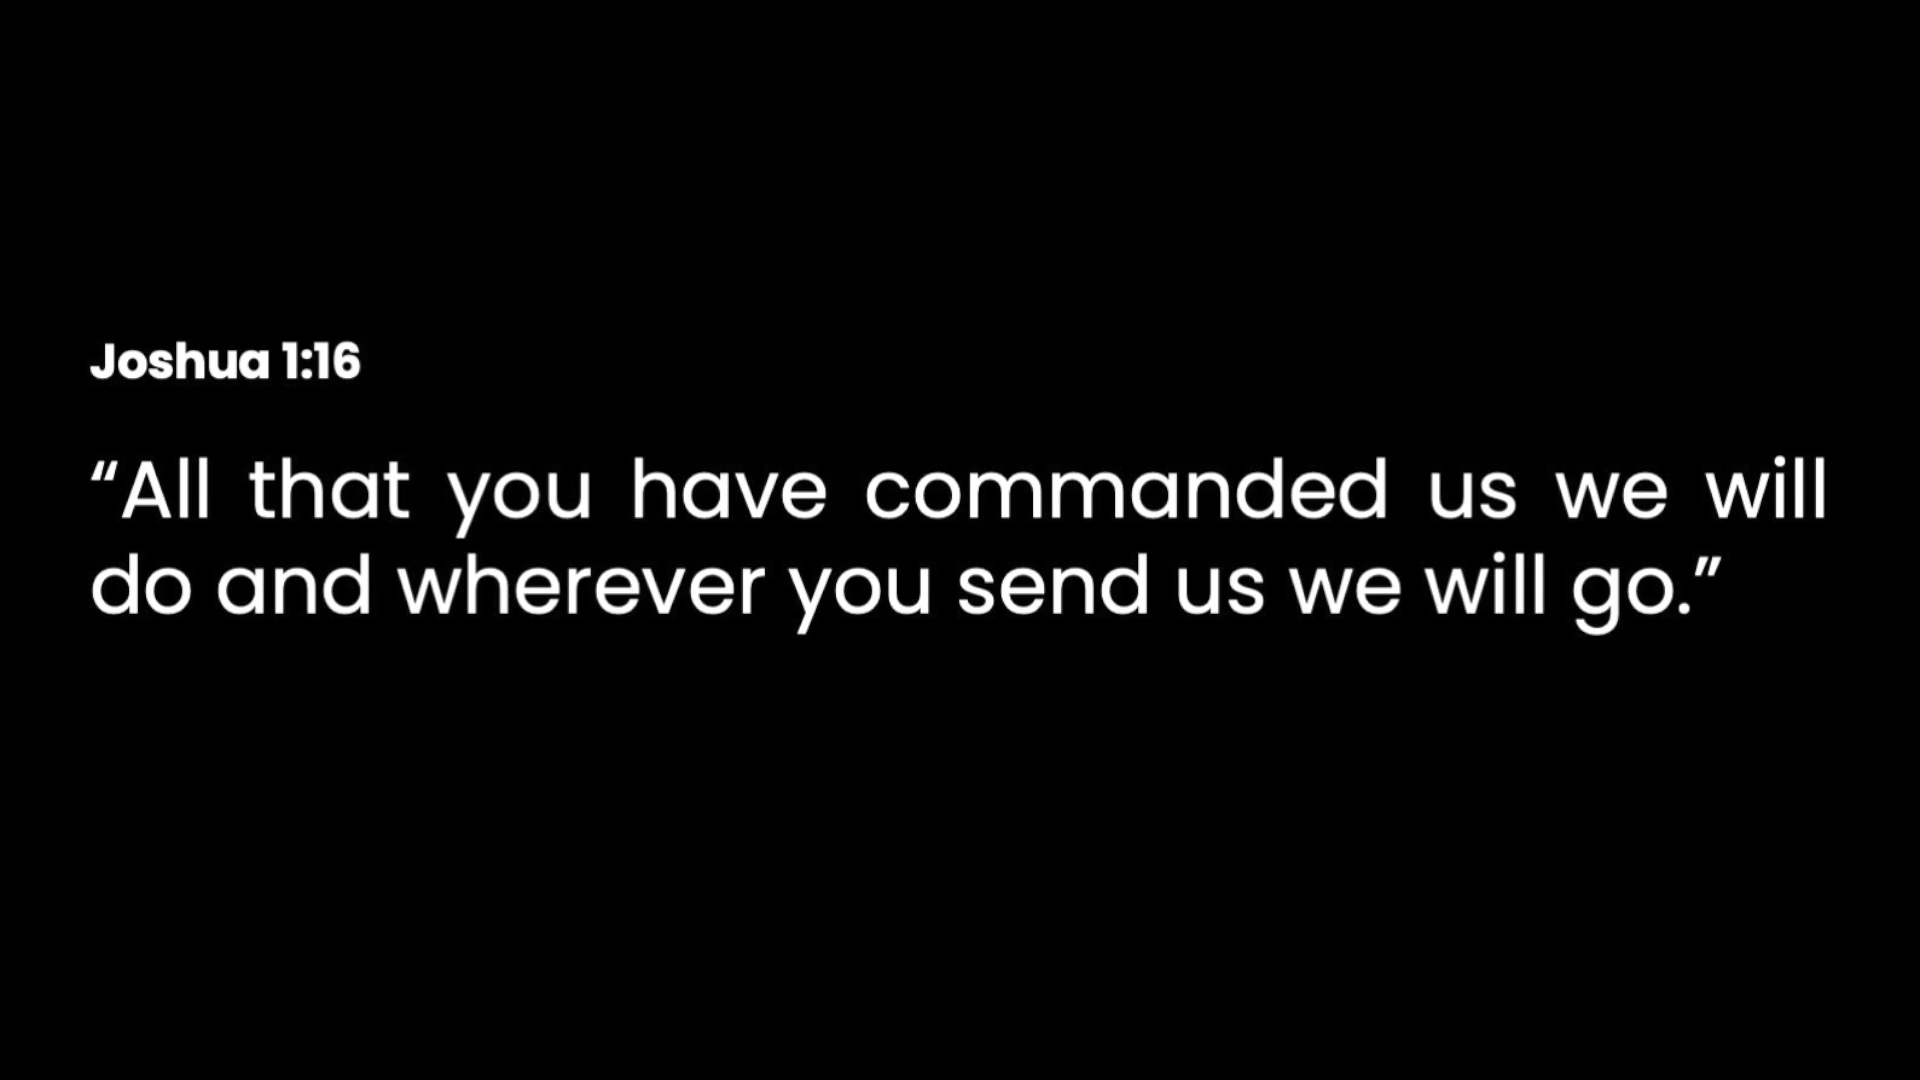 Joshua 1:16
“All that you have commanded us we will
do and wherever you send us we will go.”